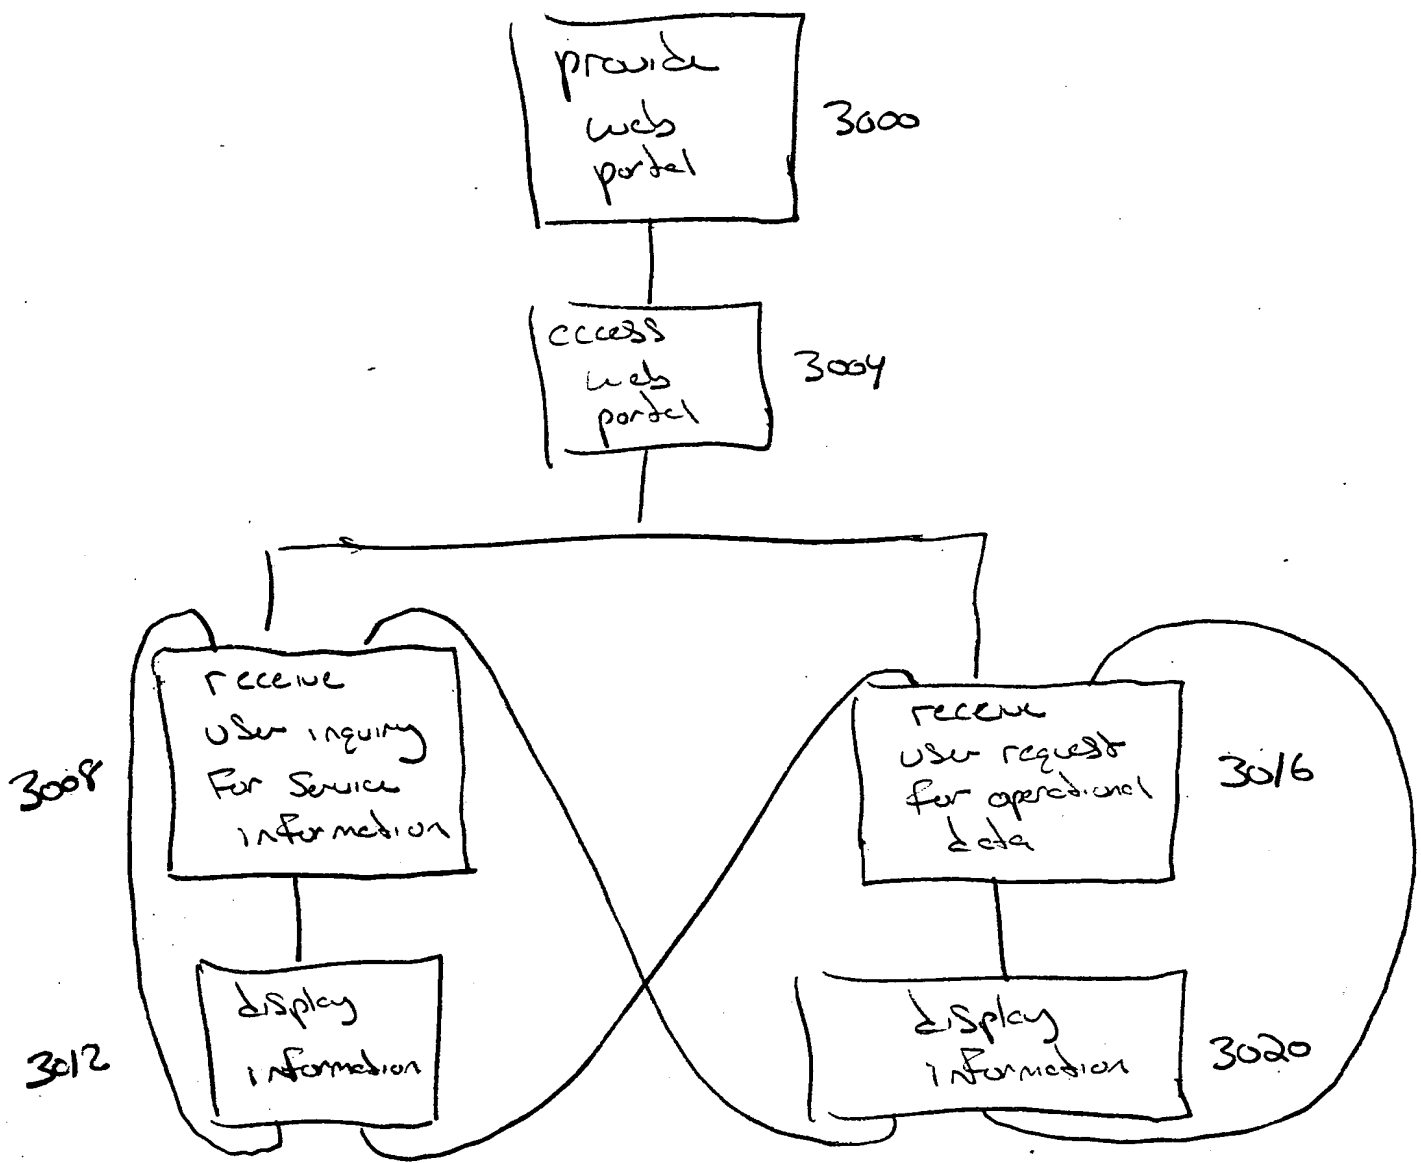 provide
web
portal
3000
access
web
portal
3004
receive
user inquiry
for service
information
3008
display
information
3012
receive
user request
for operational
data
3016
display
information
3020